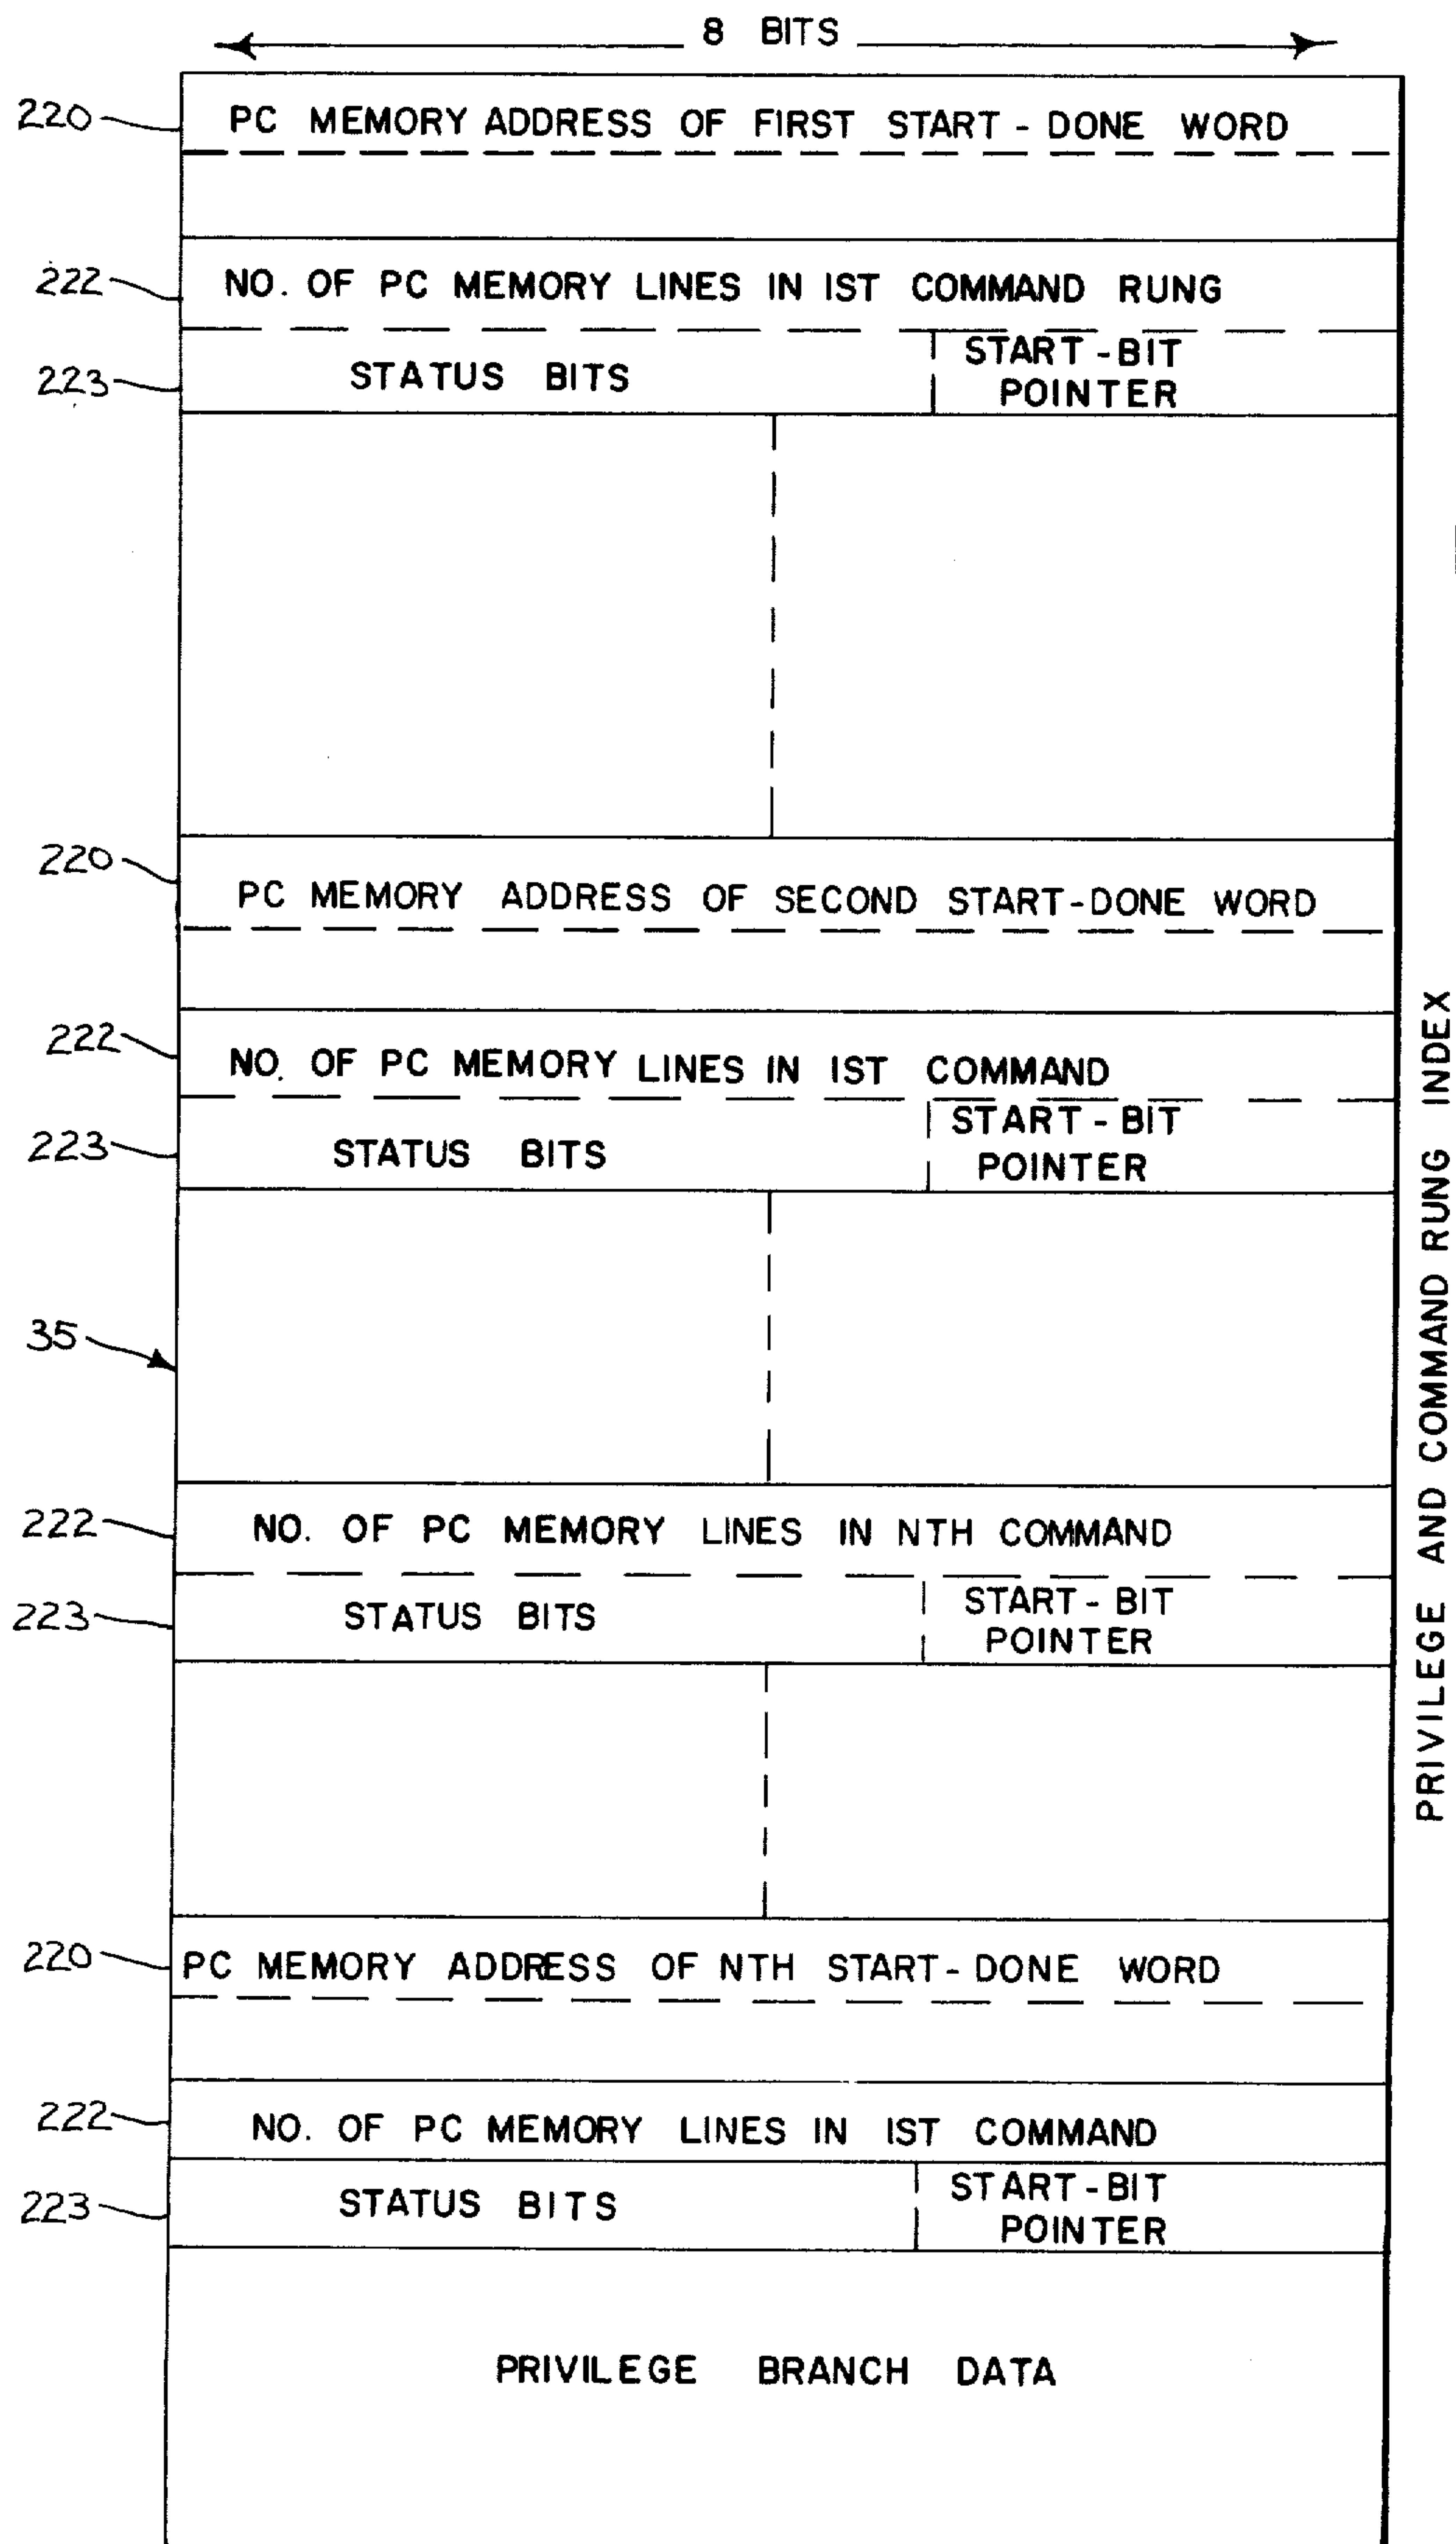 8 BITS
220
PC MEMORY ADDRESS OF FIRST START - DONE WORD
222
NO. OF PC MEMORY LINES IN 1ST COMMAND RUNG
223
STATUS BITS
START - BIT
POINTER
220
PC MEMORY ADDRESS OF SECOND START-DONE WORD
222
NO. OF PC MEMORY LINES IN 1ST COMMAND
223
STATUS BITS
START - BIT
POINTER
35
222
NO. OF PC MEMORY LINES IN NTH COMMAND
223
STATUS BITS
START - BIT
POINTER
220
PC MEMORY ADDRESS OF NTH START - DONE WORD
222
NO. OF PC MEMORY LINES IN 1ST COMMAND
223
STATUS BITS
START - BIT
POINTER
PRIVILEGE BRANCH DATA
PRIVILEGE AND COMMAND RUNG INDEX